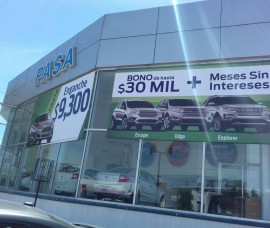 PASA
Enganche
$9,300
BONO de hasta
$30 MIL
+
Meses Sin
Intereses
Escape
Edge
Explorer